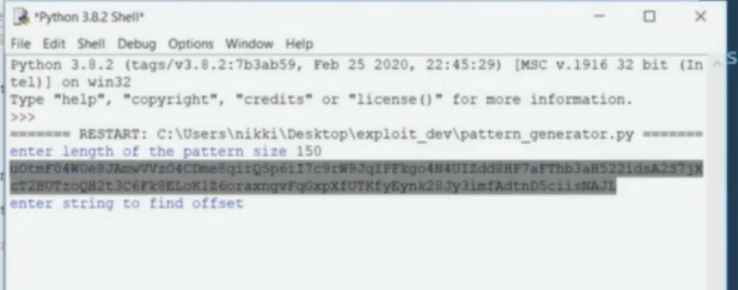 *Python 3.8.2 Shell*
File Edit Shell Debug Options Window Help
Python 3.8.2 (tags/v3.8.2:7b3ab59, Feb 25 2020, 22:45:29) [MSC v.1916 32 bit (In
tel)] on win32
Type "help", "copyright", "credits" or "license()" for more information.
>>>
======= RESTART: C:\Users\nikki\Desktop\exploit_dev\pattern_generator.py =======
enter length of the pattern size 150
enter string to find offset